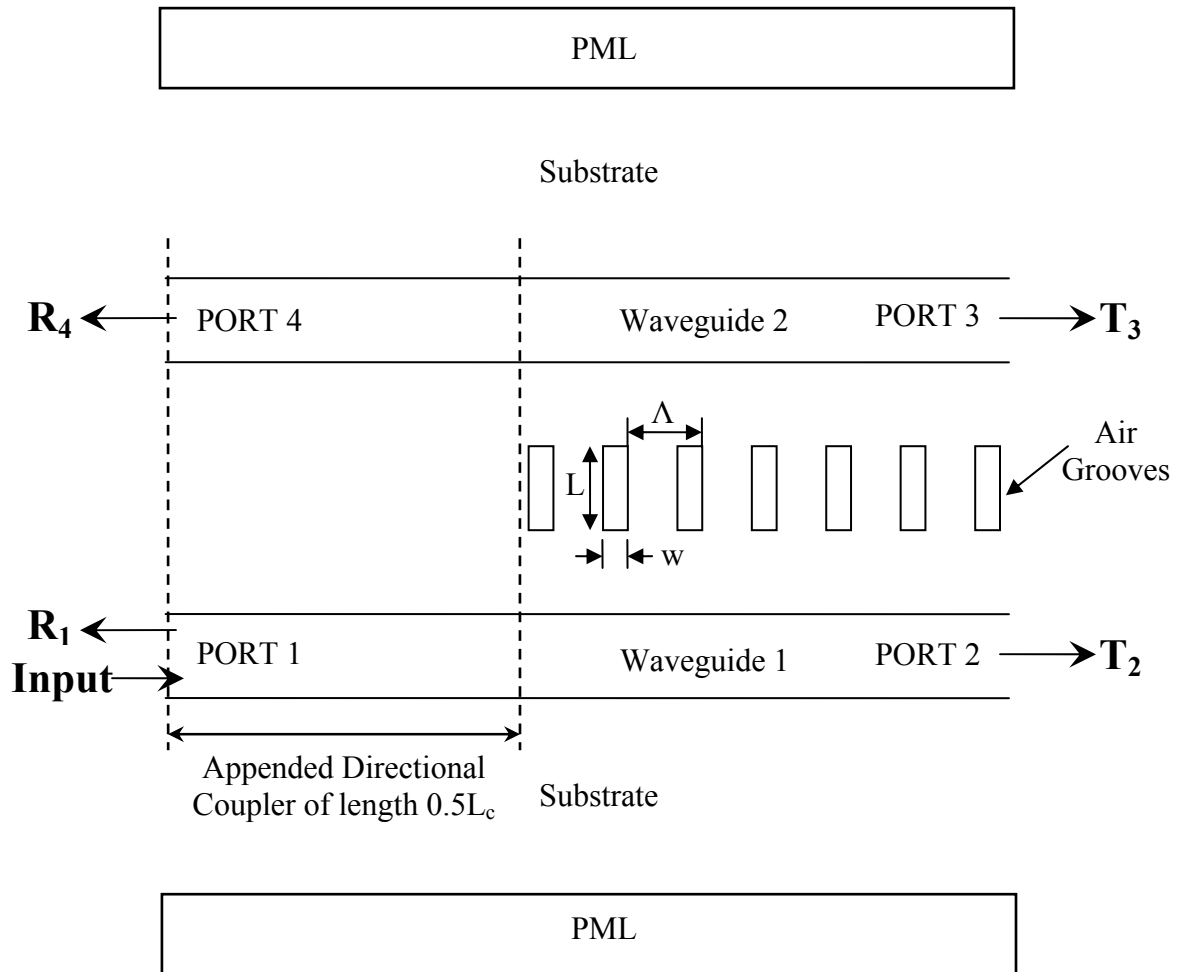 PML
Substrate
R4
PORT 4
Waveguide 2
PORT 3
T3
Λ
Air
Grooves
L
w
R1
Input
PORT 1
Waveguide 1
PORT 2
T2
Appended Directional
Coupler of length 0.5Lc
Substrate
PML